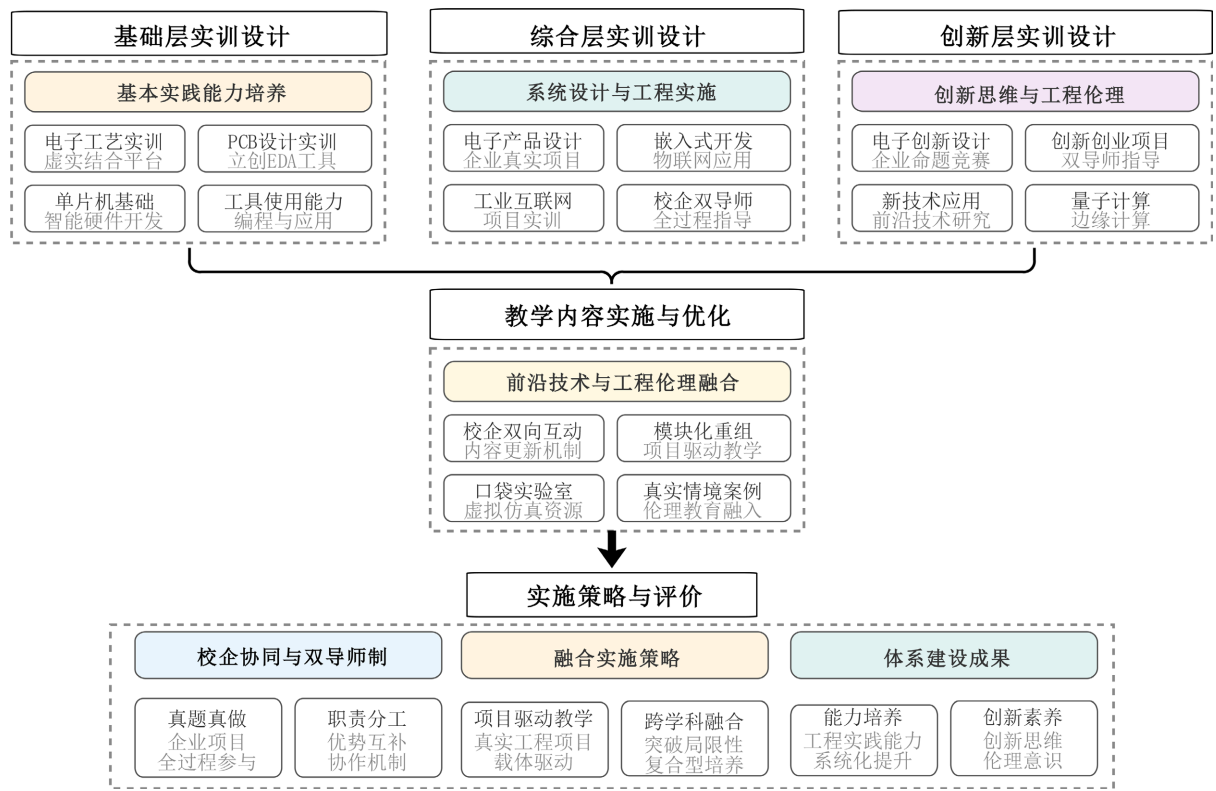 基础层实训设计
基本实践能力培养
电子工艺实训
虚实结合平台
PCB设计实训
立创EDA工具
单片机基础
智能硬件开发
工具使用能力
编程与应用
综合层实训设计
系统设计与工程实施
电子产品设计
企业真实项目
嵌入式开发
物联网应用
工业互联网
项目实训
校企双导师
全过程指导
创新层实训设计
创新思维与工程伦理
电子创新设计
企业命题竞赛
创新创业项目
双导师指导
新技术应用
前沿技术研究
量子计算
边缘计算
教学内容实施与优化
前沿技术与工程伦理融合
校企双向互动
内容更新机制
模块化重组
项目驱动教学
口袋实验室
虚拟仿真资源
真实情境案例
伦理教育融入
实施策略与评价
校企协同与双导师制
真题真做
企业项目
全过程参与
职责分工
优势互补
协作机制
融合实施策略
项目驱动教学
真实工程项目
载体驱动
跨学科融合
突破局限性
复合型培养
体系建设成果
能力培养
工程实践能力
系统化提升
创新素养
创新思维
伦理意识